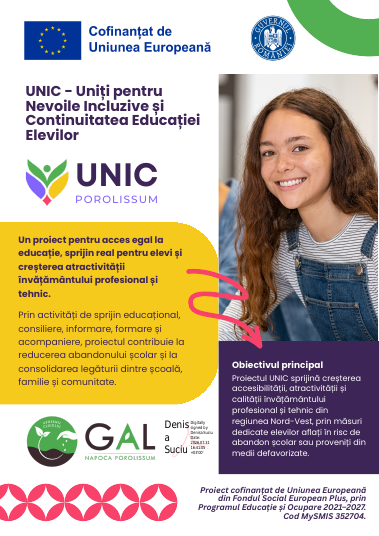 Cofinanțat de
Uniunea Europeană
GUVERNUL
ROMÂNIEI
UNIC - Uniți pentru
Nevoile Incluzive și
Continuitatea Educației
Elevilor
UNIC
POROLISSUM
Un proiect pentru acces egal la
educație, sprijin real pentru elevi și
creșterea atractivității
învățământului profesional și
tehnic.
Prin activități de sprijin educațional,
consiliere, informare, formare și
acompaniere, proiectul contribuie la
reducerea abandonului școlar și la
consolidarea legăturii dintre școală,
familie și comunitate.
Obiectivul principal
Proiectul UNIC sprijină creșterea
accesibilității, atractivității și
calității învățământului
profesional și tehnic din
regiunea Nord-Vest, prin măsuri
dedicate elevilor aflați în risc de
abandon școlar sau proveniți din
medii defavorizate.
GAL
NAPOCA POROLISSUM
Denis
a
Suciu
Digitally
signed by
Date:
Proiect cofinanțat de Uniunea Europeană
din Fondul Social European Plus, prin
Programul Educație și Ocupare 2021–2027.
Cod MySMIS 352704.